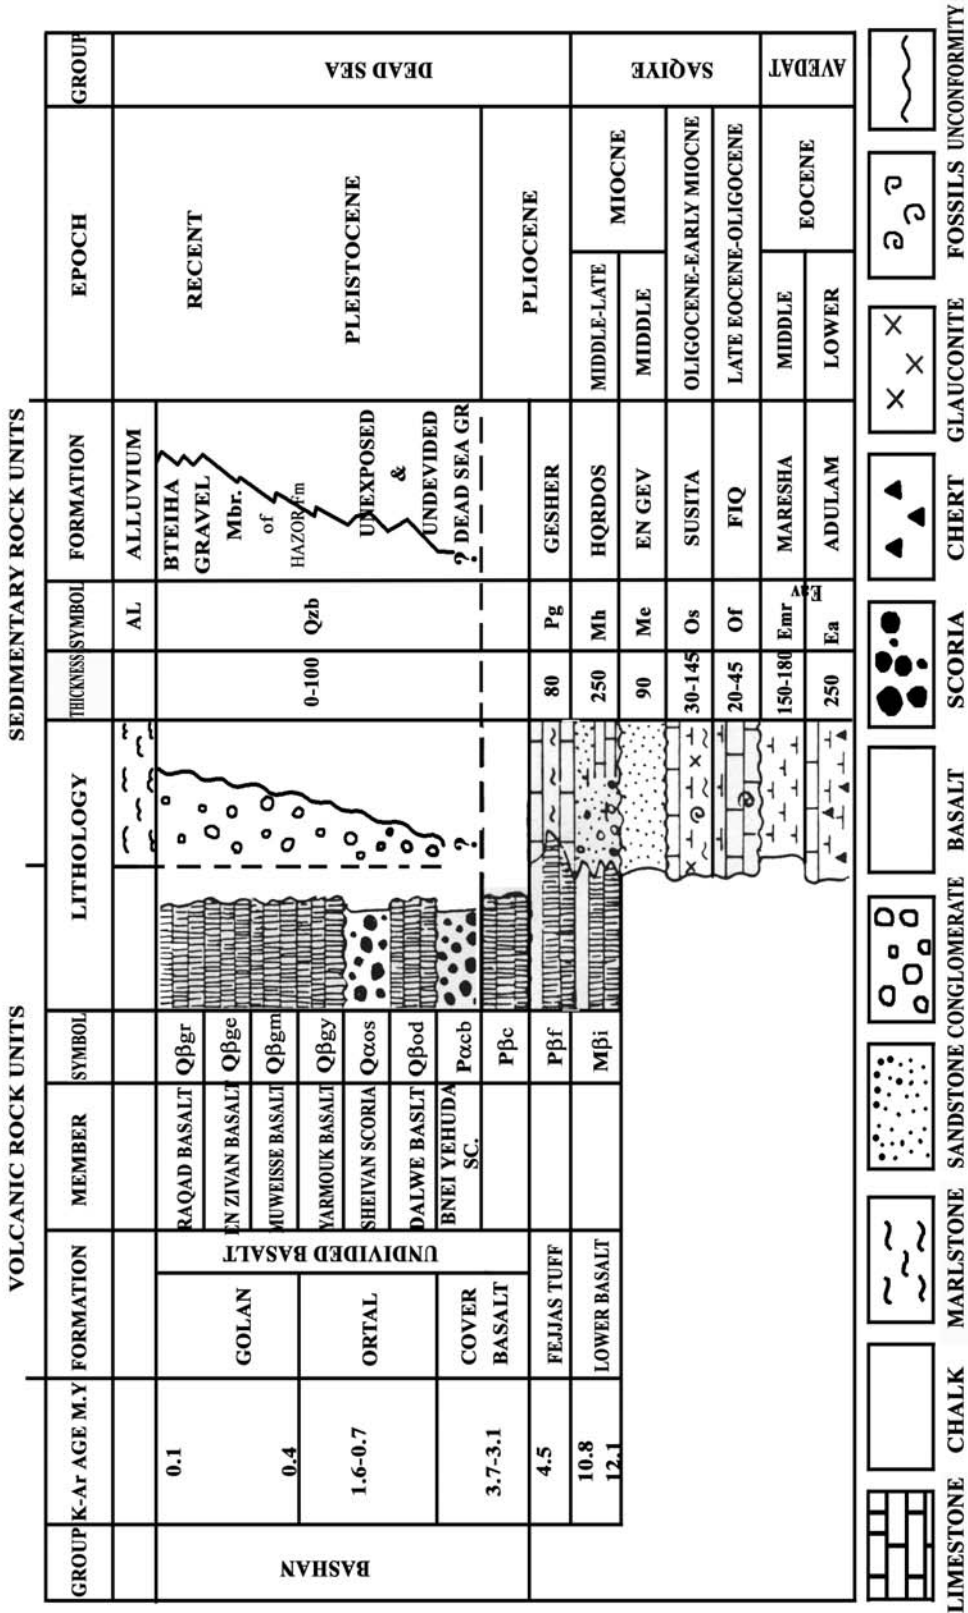 VOLCANIC ROCK UNITS
SEDIMENTARY ROCK UNITS
GROUP
K-Ar AGE M.Y
FORMATION
MEMBER
SYMBOL
LITHOLOGY
THICKNESS
SYMBOL
FORMATION
EPOCH
GROUP
BASHAN
0.1
0.4
1.6-0.7
3.7-3.1
4.5
10.8
12.1
GOLAN
ORTAL
COVER
BASALT
UNDIVIDED BASALT
FEJJAS TUFF
LOWER BASALT
RAQAD BASALT
EN ZIVAN BASALT
MUWEISSE BASALT
YARMOUK BASALT
SHEIVAN SCORIA
DALWE BASLT
BNEI YEHUDA
SC.
Qβgr
Qβge
Qβgm
Qβgy
Qαos
Qβod
Pαcb
Pβc
Pβf
Mβi
?
0-100
80
250
90
30-145
20-45
150-180
250
AL
Qzb
Pg
Mh
Me
Os
Of
Emr
Ea
Eav
ALLUVIUM
BTEIHA
GRAVEL
Mbr.
of
HAZOR Fm
UNEXPOSED
&
UNDEVIDED
? DEAD SEA GR
GESHER
HQRDOS
EN GEV
SUSITA
FIQ
MARESHA
ADULAM
RECENT
PLEISTOCENE
PLIOCENE
MIDDLE-LATE
MIDDLE
MIOCNE
OLIGOCENE-EARLY MIOCNE
LATE EOCENE-OLIGOCENE
MIDDLE
LOWER
EOCENE
DEAD SEA
SAQIYE
AVEDAT
LIMESTONE
CHALK
MARLSTONE
SANDSTONE
CONGLOMERATE
BASALT
SCORIA
CHERT
GLAUCONITE
FOSSILS
UNCONFORMITY